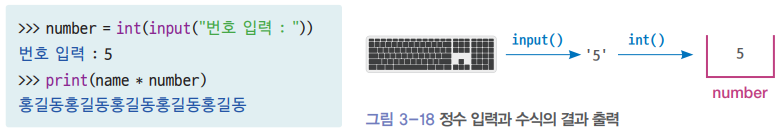 >>> number = int(input("번호 입력 : "))
번호 입력 : 5
>>> print(name * number)
홍길동홍길동홍길동홍길동홍길동
input()
'5'
int()
5
number
그림 3-18 정수 입력과 수식의 결과 출력